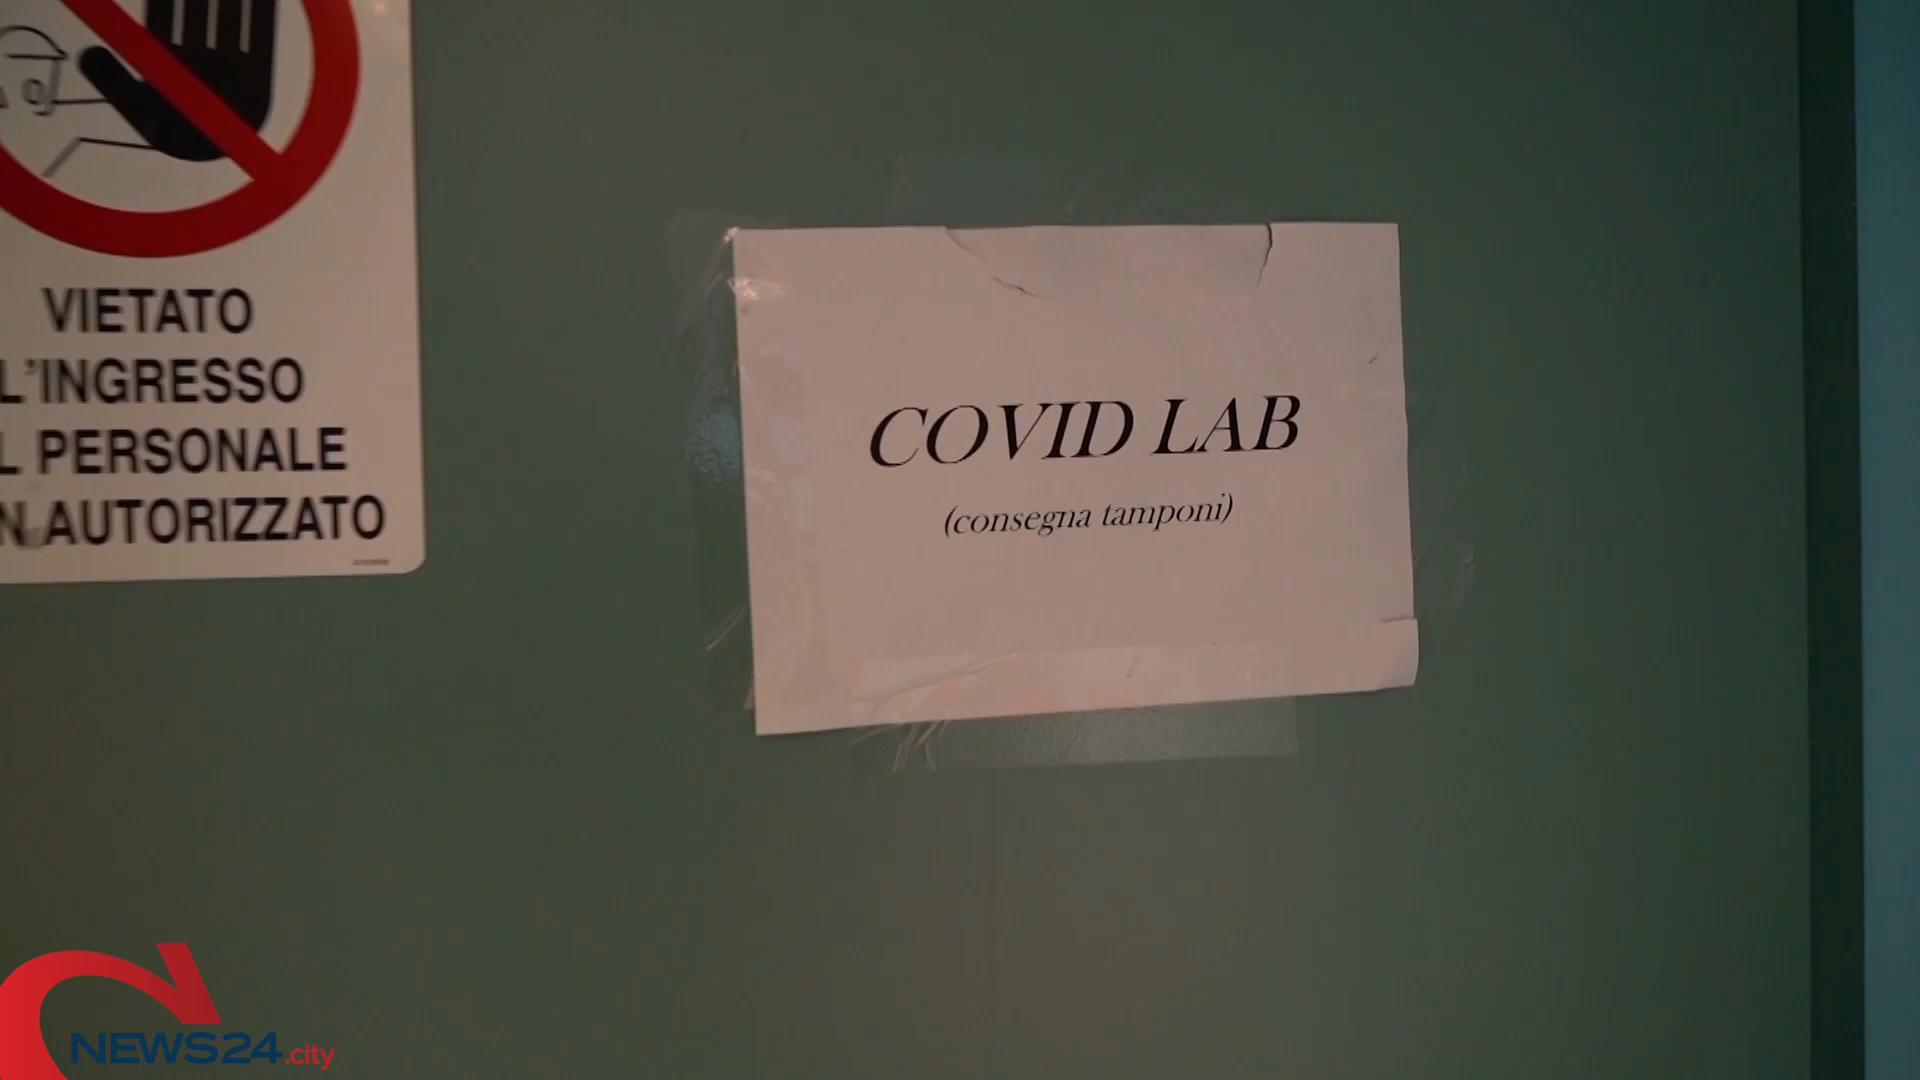 VIETATO
L'INGRESSO
L PERSONALE
N AUTORIZZATO
COVID LAB
(consegna tamponi)
NEWS24.city